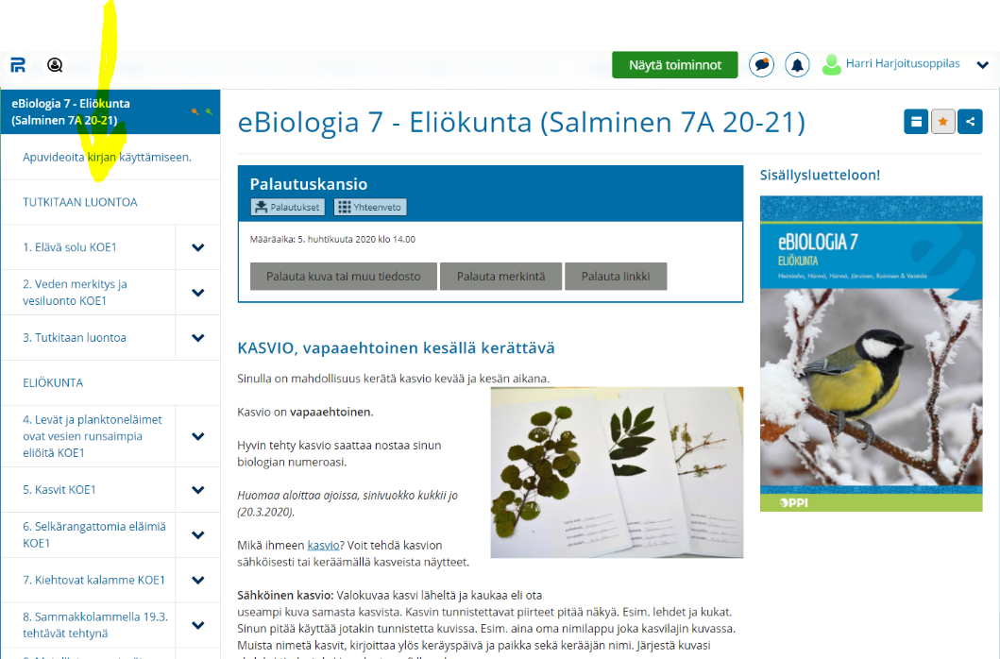 Näytä toiminnot
Harri Harjoitusoppilas
eBiologia 7 - Eliökunta
(Salminen 7A 20-21)
Apuvideoita kirjan käyttämiseen.
TUTKITAAN LUONTOA
1. Elävä solu KOE1
2. Veden merkitys ja
vesiluonto KOE1
3. Tutkitaan luontoa
ELIÖKUNTA
4. Levät ja planktoneläimet
ovat vesien runsaimpia
eliöitä KOE1
5. Kasvit KOE1
6. Selkärangattomia eläimiä
KOE1
7. Kiehtovat kalamme KOE1
8. Sammakkolammella 19.3.
tehtävät tehtynä
eBiologia 7 - Eliökunta (Salminen 7A 20-21)
Palautuskansio
Palautukset
Yhteenveto
Määräaika: 5. huhtikuuta 2020 klo 14.00
Palauta kuva tai muu tiedosto
Palauta merkintä
Palauta linkki
KASVIO, vapaaehtoinen kesällä kerättävä
Sinulla on mahdollisuus kerätä kasvio kevää ja kesän aikana.
Kasvio on vapaaehtoinen.
Hyvin tehty kasvio saattaa nostaa sinun
biologian numeroasi.
Huomaa aloittaa ajoissa, sinivuokko kukkii jo
(20.3.2020).
Mikä ihmeen kasvio? Voit tehdä kasvion
sähköisesti tai keräämällä kasveista näytteet.
Sähköinen kasvio: Valokuvaa kasvi läheltä ja kaukaa eli ota
useampi kuva samasta kasvista. Kasvin tunnistettavat piirteet pitää näkyä. Esim. lehdet ja kukat.
Sinun pitää käyttää jotakin tunnistetta kuvissa. Esim. aina oma nimilappu joka kasvilajin kuvassa.
Muista nimetä kasvit, kirjoittaa ylös keräyspäivä ja paikka sekä kerääjän nimi. Järjestä kuvasi
Sisällysluetteloon!
eBIOLOGIA 7
ELIÖKUNTA
Heinäaho, Härmä, Härmä, Järvinen, Roininen & Veistola
OPPI